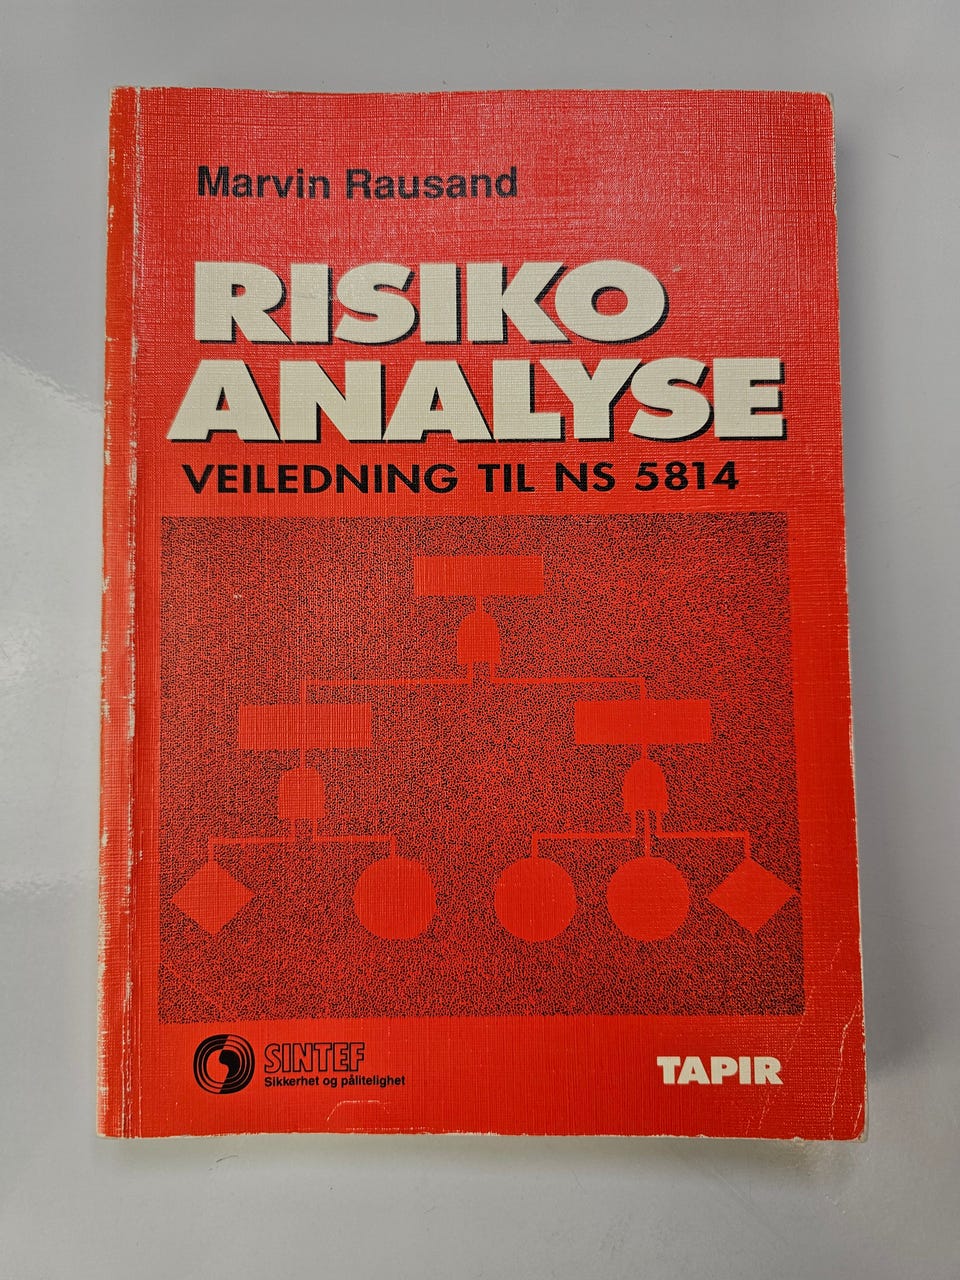 Marvin Rausand
RISIKO
ANALYSE
VEILEDNING TIL NS 5814
SINTEF
Sikkerhet og pålitelighet
TAPIR